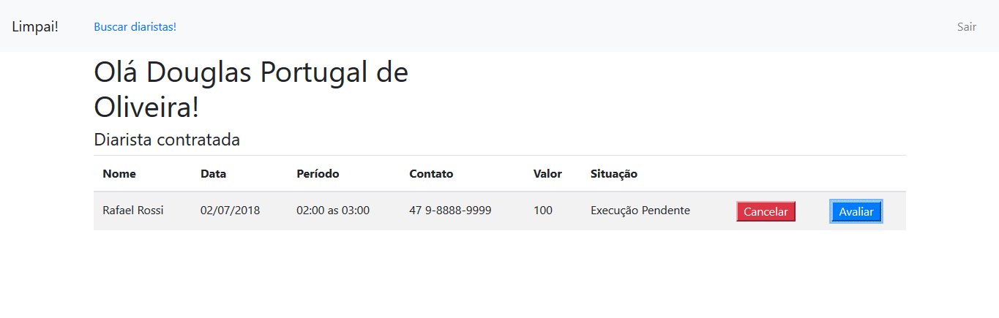 Limpai! Buscar diaristas! Sair
Olá Douglas Portugal de
Oliveira!
Diarista contratada
Nome Data Período Contato Valor Situação
Rafael Rossi 02/07/2018 02:00 as 03:00 47 9-8888-9999 100 Execução Pendente Cancelar Avaliar